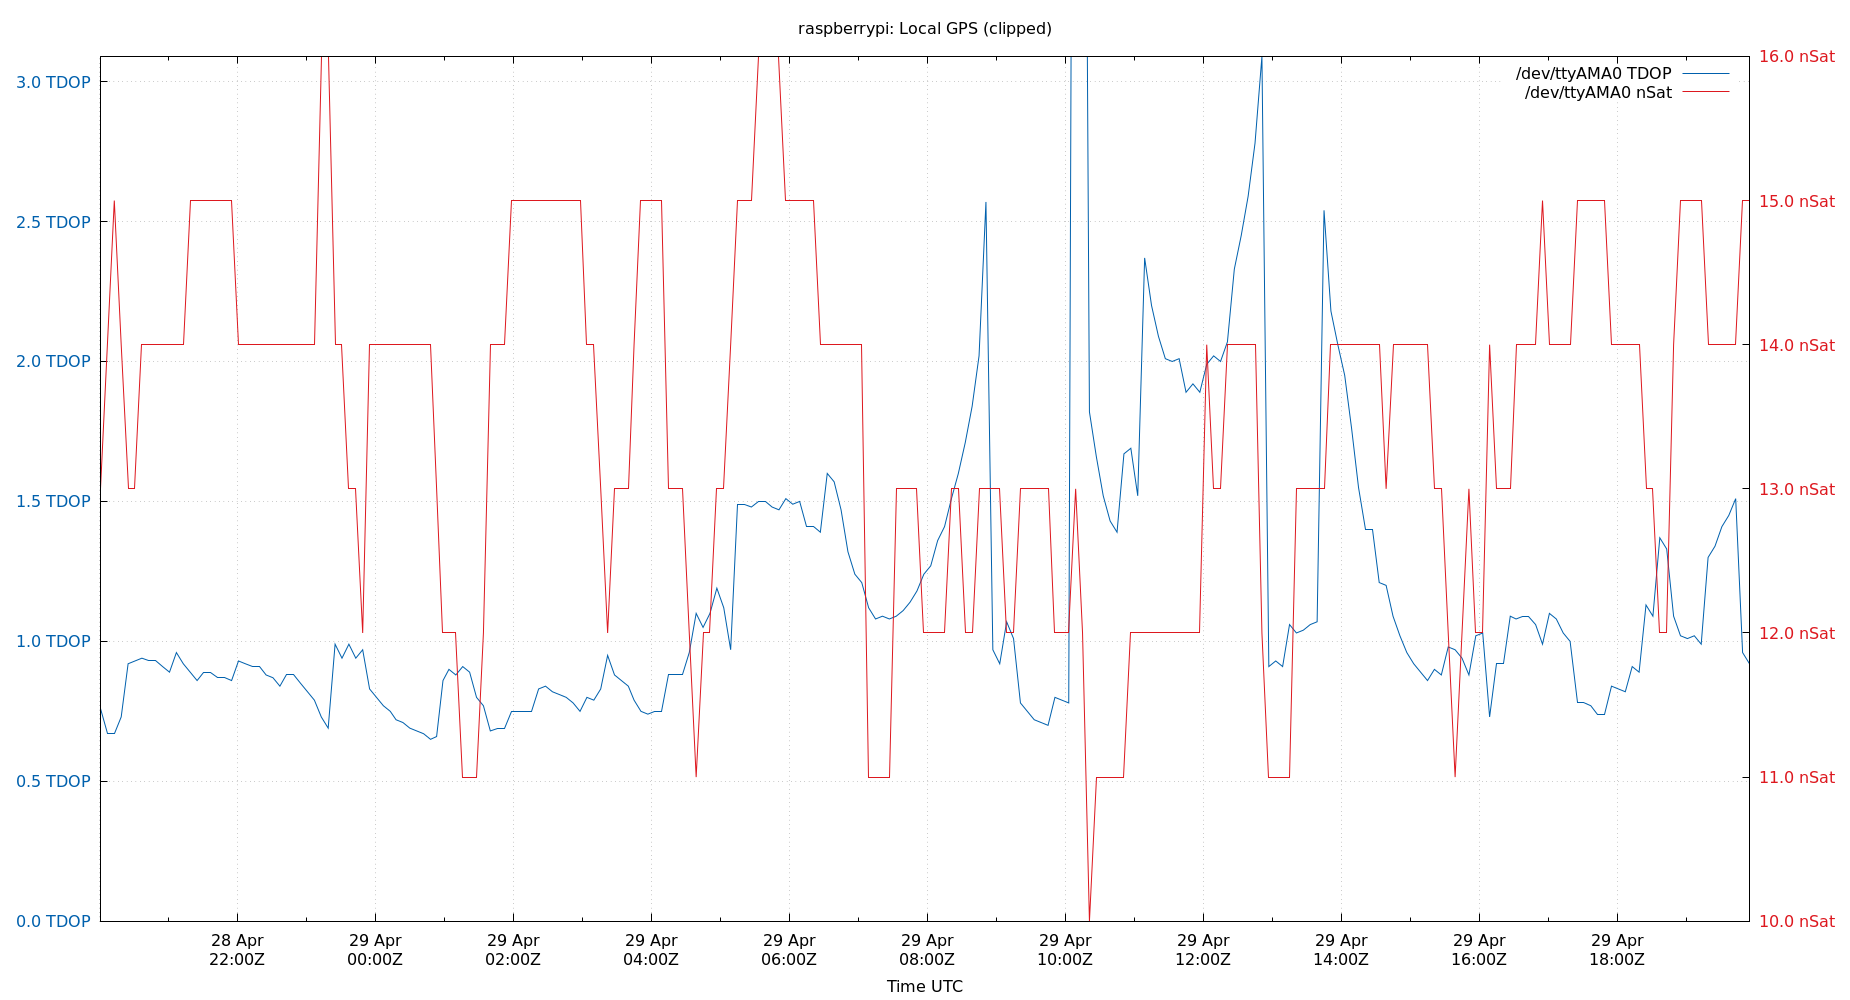 raspberrypi: Local GPS (clipped)
/dev/ttyAMA0 TDOP
/dev/ttyAMA0 nSat
3.0 TDOP
2.5 TDOP
2.0 TDOP
1.5 TDOP
1.0 TDOP
0.5 TDOP
0.0 TDOP
16.0 nSat
15.0 nSat
14.0 nSat
13.0 nSat
12.0 nSat
11.0 nSat
10.0 nSat
28 Apr
22:00Z
29 Apr
00:00Z
29 Apr
02:00Z
29 Apr
04:00Z
29 Apr
06:00Z
29 Apr
08:00Z
29 Apr
10:00Z
29 Apr
12:00Z
29 Apr
14:00Z
29 Apr
16:00Z
29 Apr
18:00Z
Time UTC